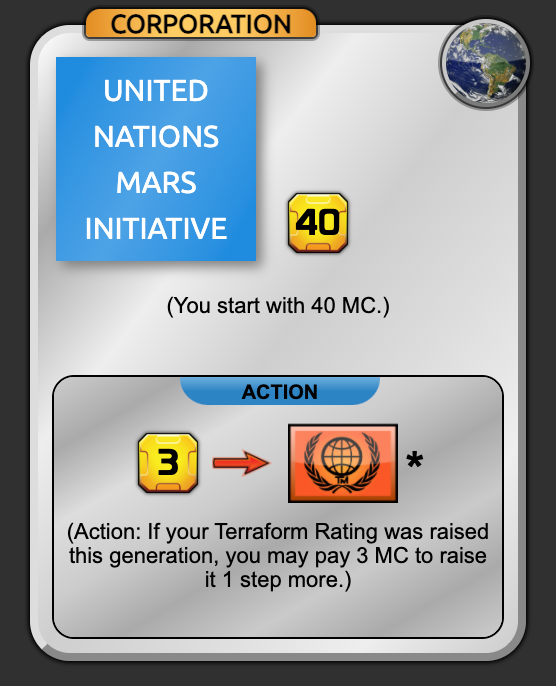 CORPORATION
UNITED
NATIONS
MARS
INITIATIVE
40
(You start with 40 MC.)
ACTION
3
TM
*
(Action: If your Terraform Rating was raised
this generation, you may pay 3 MC to raise
it 1 step more.)